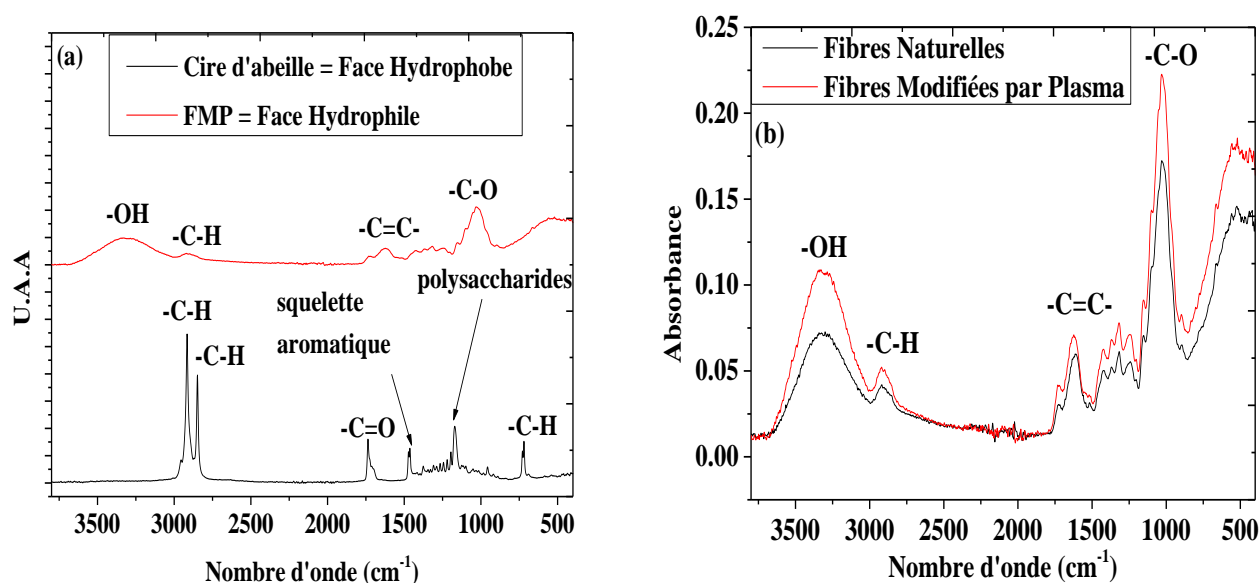 (a)
Cire d'abeille = Face Hydrophobe
FMP = Face Hydrophile
-OH
-C-H
-C=C-
-C-O
polysaccharides
squelette
aromatique
-C-H
-C-H
-C=O
-C-H
U.A.A
3500 3000 2500 2000 1500 1000 500
Nombre d'onde (cm-1)
(b)
Fibres Naturelles
Fibres Modifiées par Plasma
-C-O
-OH
-C-H
-C=C-
0.25
0.20
0.15
0.10
0.05
0.00
Absorbance
3500 3000 2500 2000 1500 1000 500
Nombre d'onde (cm-1)